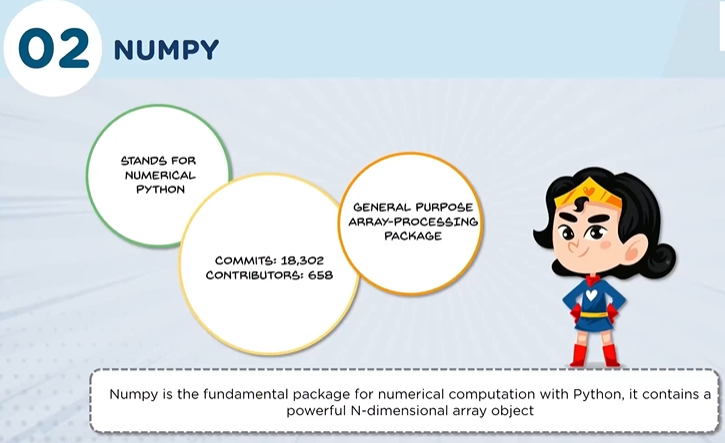 02 NUMPY
STANDS FOR
NUMERICAL
PYTHON
COMMITS: 18,302
CONTRIBUTORS: 658
GENERAL PURPOSE
ARRAY-PROCESSING
PACKAGE
Numpy is the fundamental package for numerical computation with Python, it contains a
powerful N-dimensional array object